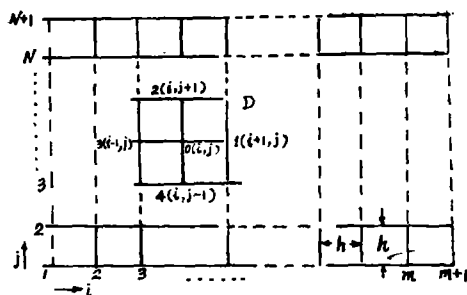 N+1
N
2(i,j+1)
D
3(i-1,j)
0(i,j)
1(i+1,j)
3
4(i,j-1)
2
h
h
j
1
2
3
m
m+1
i